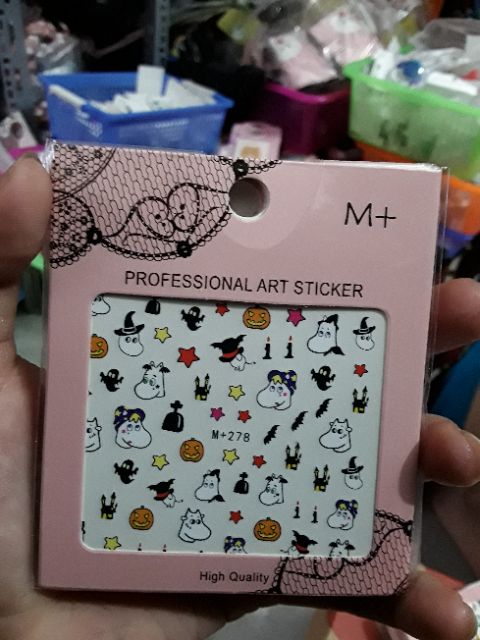 M+
PROFESSIONAL ART STICKER
M+278
High Quality